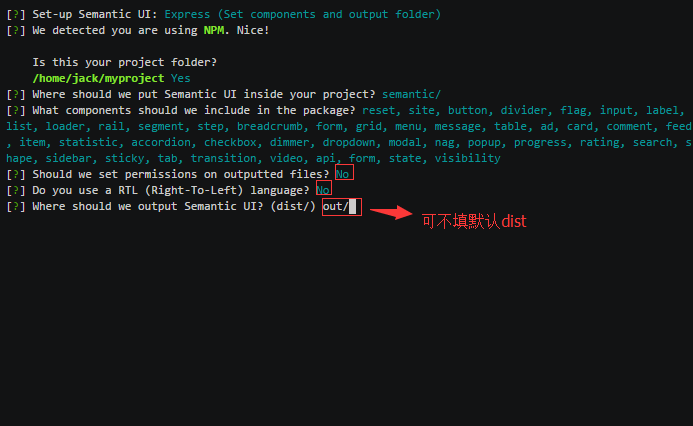 [?] Set-up Semantic UI: Express (Set components and output folder)
[?] We detected you are using NPM. Nice!
Is this your project folder?
/home/jack/myproject Yes
[?] Where should we put Semantic UI inside your project? semantic/
[?] What components should we include in the package? reset, site, button, divider, flag, input, label,
list, loader, rail, segment, step, breadcrumb, form, grid, menu, message, table, ad, card, comment, feed
, item, statistic, accordion, checkbox, dimmer, dropdown, modal, nag, popup, progress, rating, search, s
hape, sidebar, sticky, tab, transition, video, api, form, state, visibility
[?] Should we set permissions on outputted files? No
[?] Do you use a RTL (Right-To-Left) language? No
[?] Where should we output Semantic UI? (dist/) out/
可不填默认dist